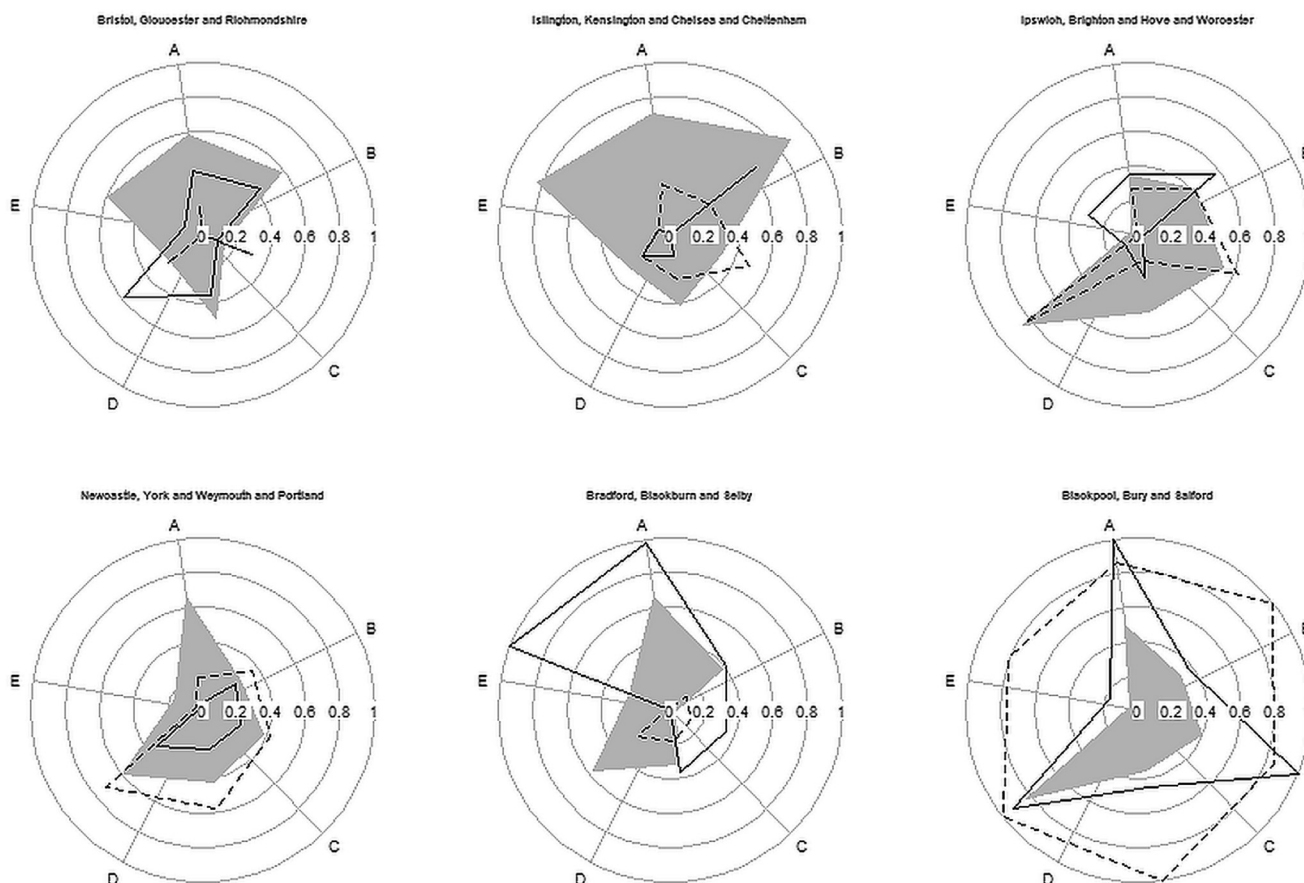 Bristol, Gloucester and Richmondshire
Islington, Kensington and Chelsea and Cheltenham
Ipswich, Brighton and Hove and Worcester
A
A
A
B
B
B
E
E
E
0 0.2 0.4 0.6 0.8 1
0 0.2 0.4 0.6 0.8 1
0 0.2 0.4 0.6 0.8
C
C
C
D
D
D
Newcastle, York and Weymouth and Portland
Bradford, Blackburn and Selby
Blackpool, Bury and Salford
A
A
A
B
B
B
E
E
E
0 0.2 0.4 0.6 0.8 1
0 0.2 0.4 0.6 0.8 1
0 0.2 0.4 0.6 0.8
C
C
C
D
D
D